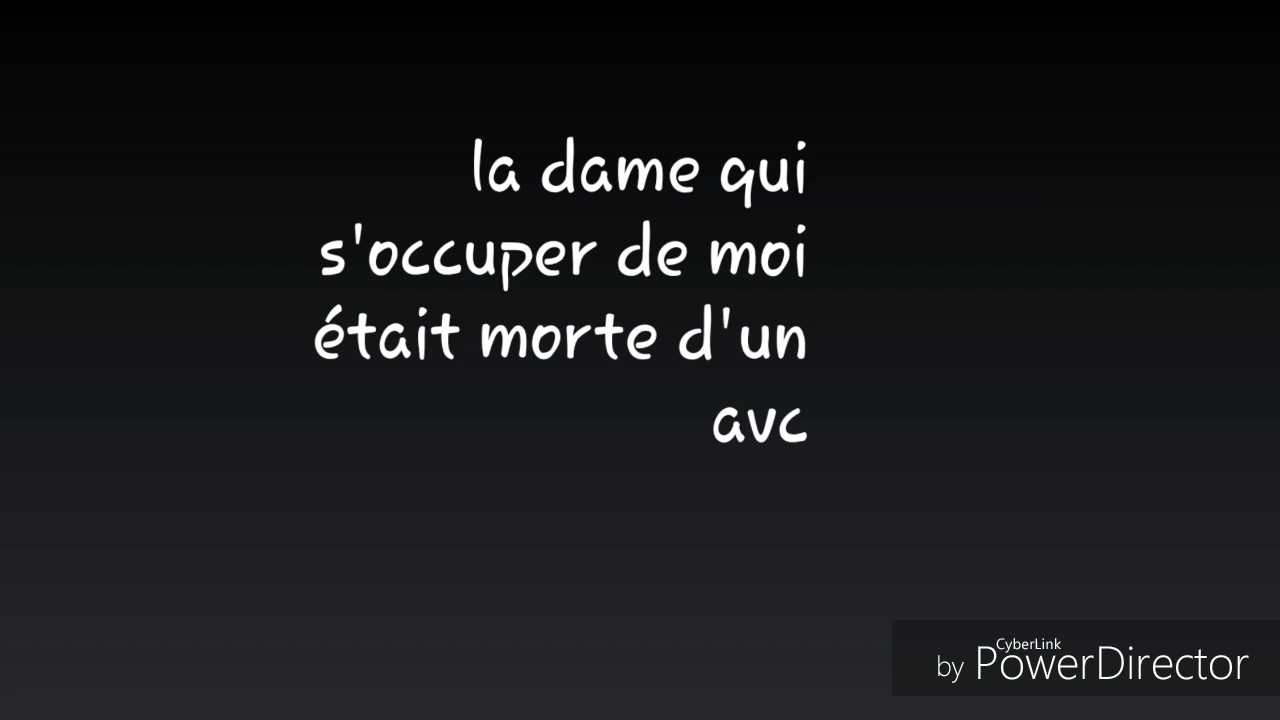 la dame qui
s'occuper de moi
était morte d'un
avc
CyberLink
by PowerDirector